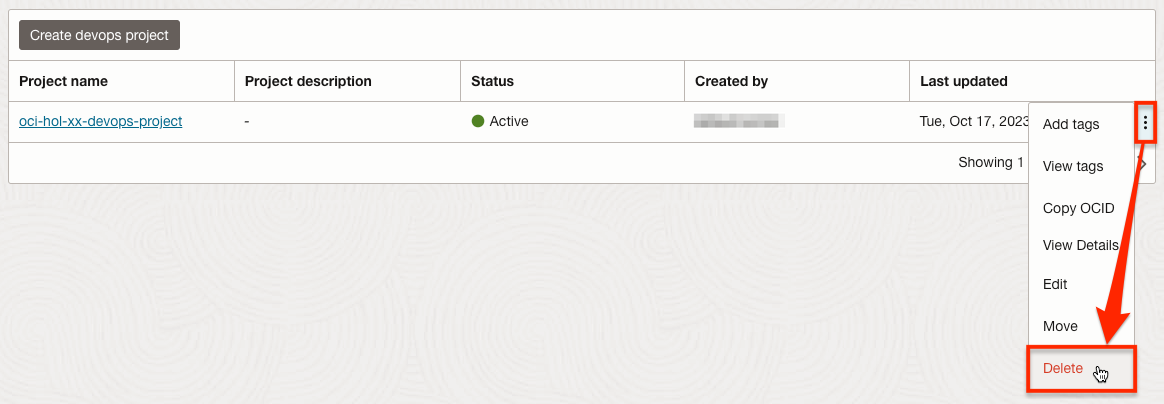 Create devops project
Project name Project description Status Created by Last updated
oci-hol-xx-devops-project - Active Tue, Oct 17, 2023
Showing 1
Add tags
View tags
Copy OCID
View Details
Edit
Move
Delete